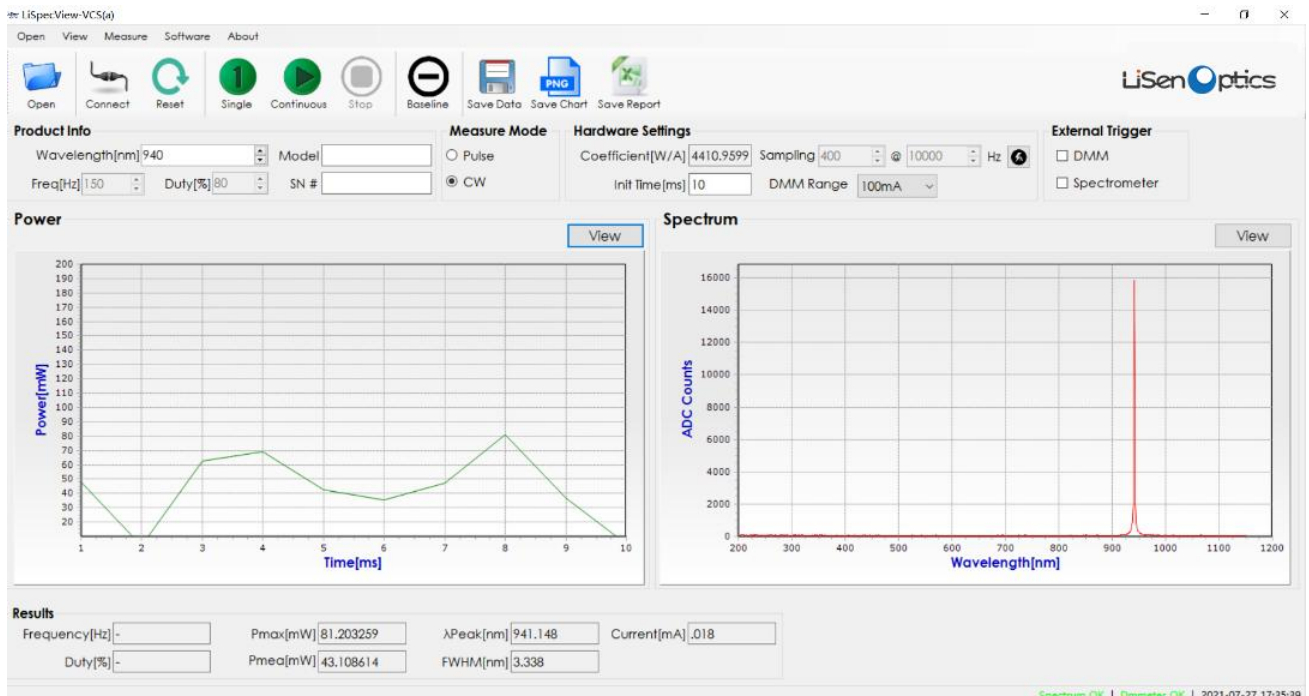 LiSpecView-VCS(a)
Open View Measure Software About
LiSenOptics
Open Connect Reset 1 Single Continuous Stop Baseline Save Data PNG Save Chart Save Report
Product Info
Wavelength[nm] 940 Model
Freq[Hz] 150 Duty[%] 80 SN #
Measure Mode
Pulse
CW
Hardware Settings
Coefficient[W/A] 4410.9599 Sampling 400 @ 10000 Hz
Init Time[ms] 10 DMM Range 100mA
External Trigger
DMM
Spectrometer
Power
View
200
190
180
170
160
150
140
130
120
110
100
90
80
70
60
50
40
30
20
Power[mW]
1 2 3 4 5 6 7 8 9 10
Time[ms]
Spectrum
View
16000
14000
12000
10000
8000
6000
4000
2000
0
ADC Counts
200 300 400 500 600 700 800 900 1000 1100 1200
Wavelength[nm]
Results
Frequency[Hz] - Pmax[mW] 81.203259 λPeak[nm] 941.148 Current[mA] .018
Duty[%] - Pmea[mW] 43.108614 FWHM[nm] 3.338
Spectrum OK | Dmmeter OK | 2021-07-27 17:35:39